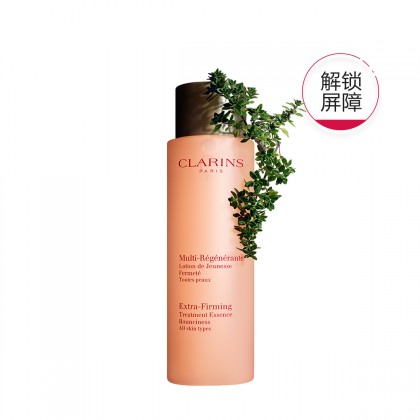 解锁
屏障
CLARINS
PARIS
Multi-Régénérante
Lotion de Jeunesse
Fermeté
Toutes peaux
Extra-Firming
Treatment Essence
Bounciness
All skin types